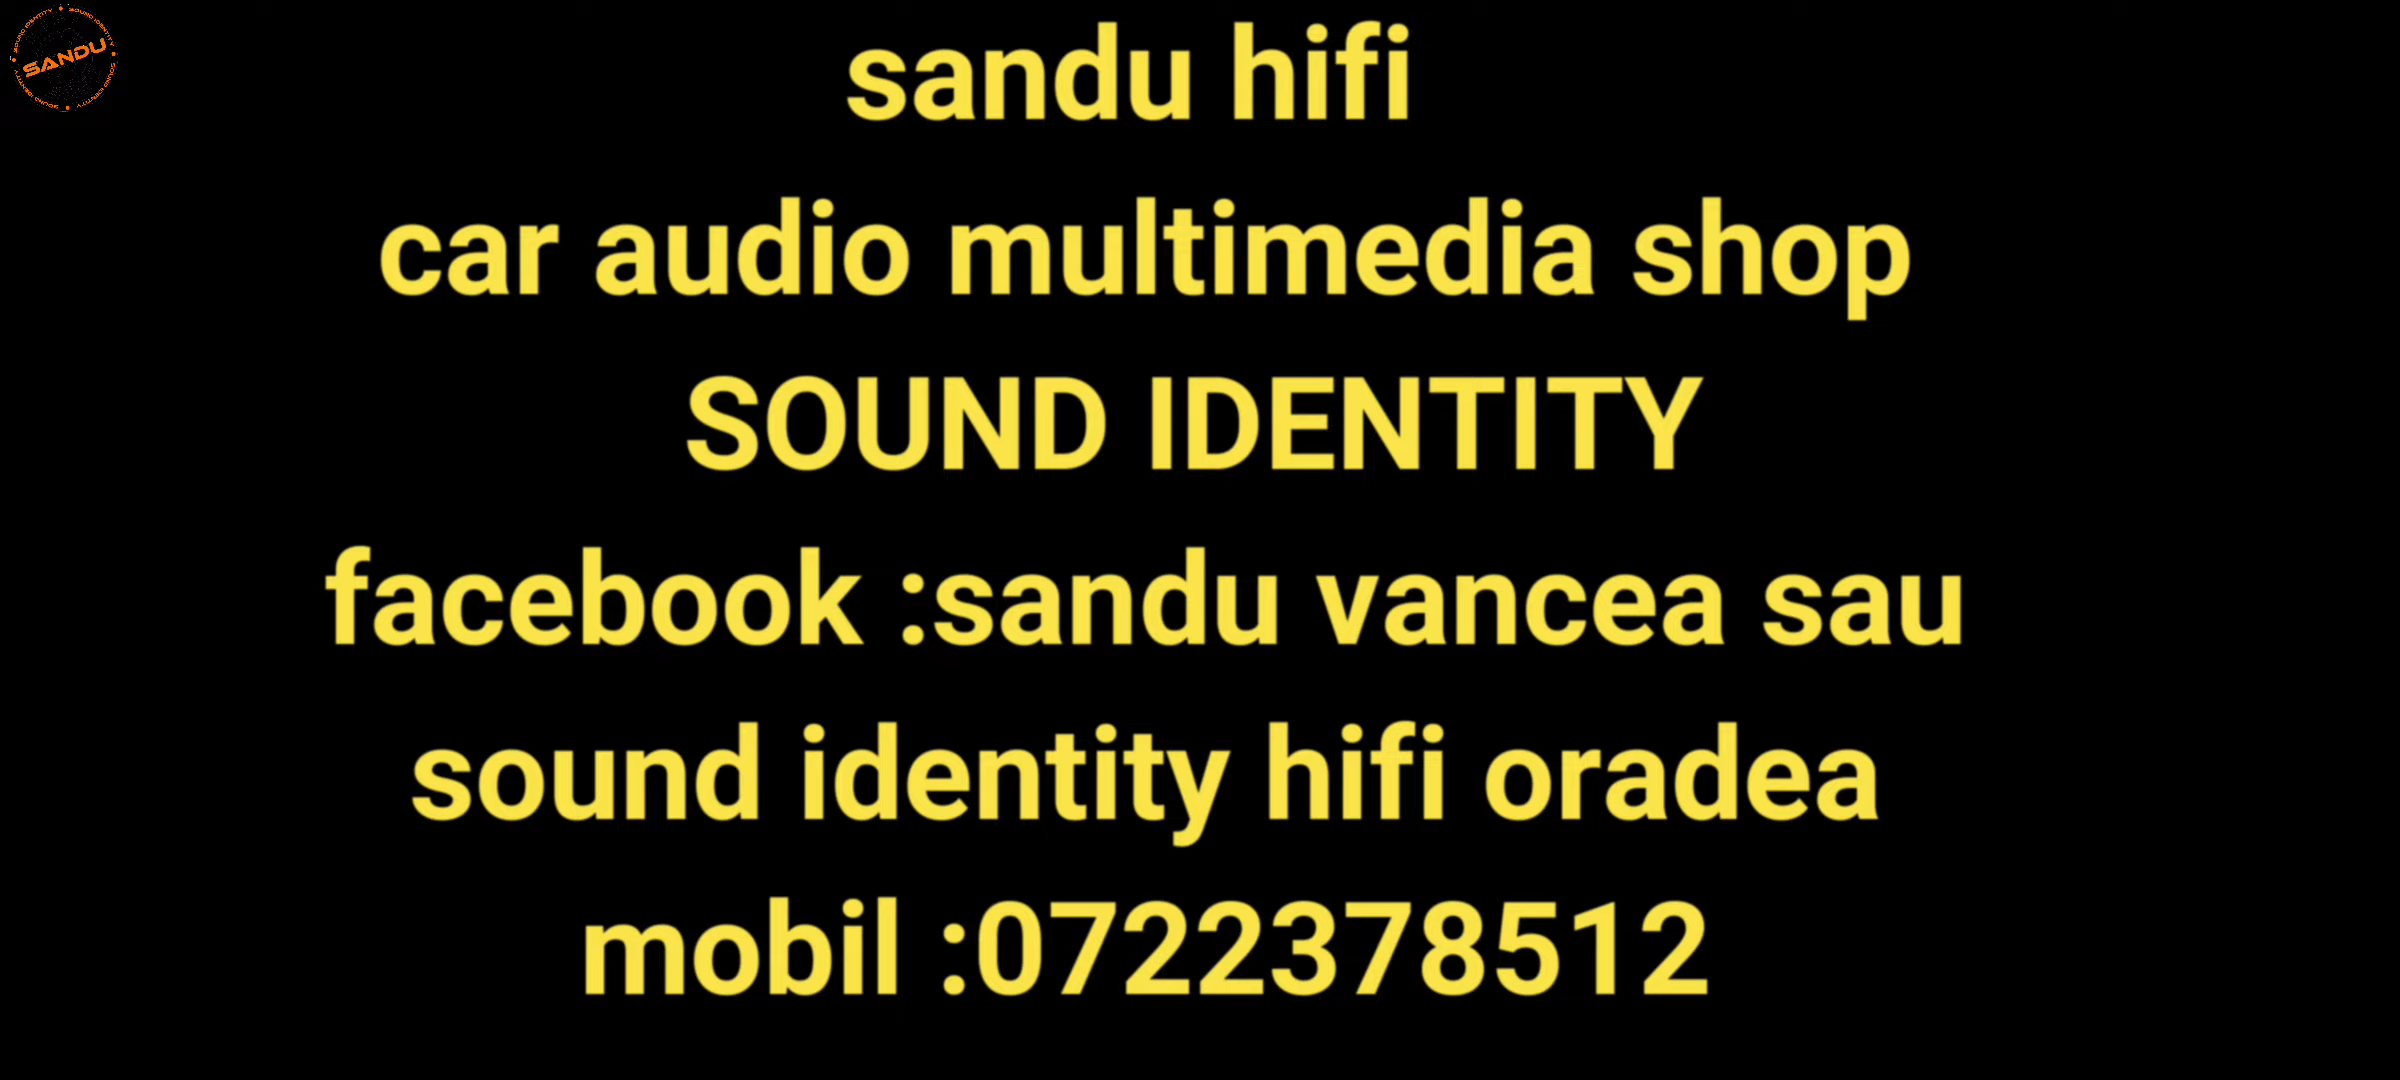 SANDU
sandu hifi
car audio multimedia shop
SOUND IDENTITY
facebook :sandu vancea sau
sound identity hifi oradea
mobil :0722378512